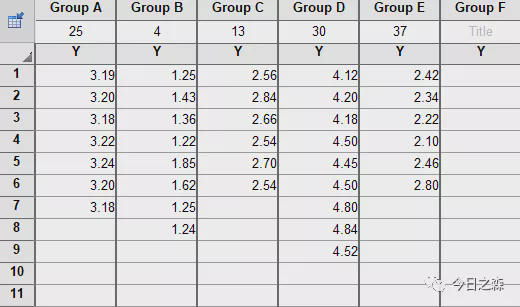 Group A Group B Group C Group D Group E Group F
25 4 13 30 37 Title
Y Y Y Y Y Y
1 3.19 1.25 2.56 4.12 2.42
2 3.20 1.43 2.84 4.20 2.34
3 3.18 1.36 2.66 4.18 2.22
4 3.22 1.22 2.54 4.50 2.10
5 3.24 1.85 2.70 4.45 2.46
6 3.20 1.62 2.54 4.50 2.80
7 3.18 1.25 4.80
8 1.24 4.84
9 4.52
10
11
今日之森